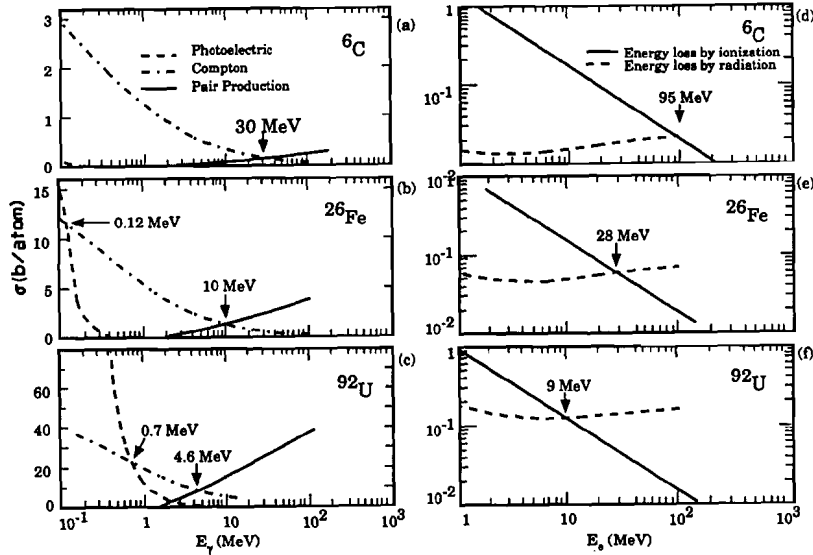 3
2
1
0
(a)
6C
Photoelectric
Compton
Pair Production
30 MeV
15
10
5
0
(b)
26Fe
0.12 MeV
10 MeV
σ(b/atom)
80
60
40
20
0
(c)
92U
0.7 MeV
4.6 MeV
10⁻¹ 1 10 10² 10³
Eγ (MeV)
1
10⁻¹
(d)
6C
Energy loss by ionization
Energy loss by radiation
95 MeV
10⁻²
10⁻¹
10⁻²
(e)
26Fe
28 MeV
1
10⁻¹
10⁻²
(f)
92U
9 MeV
1 10 10² 10³
Ee (MeV)